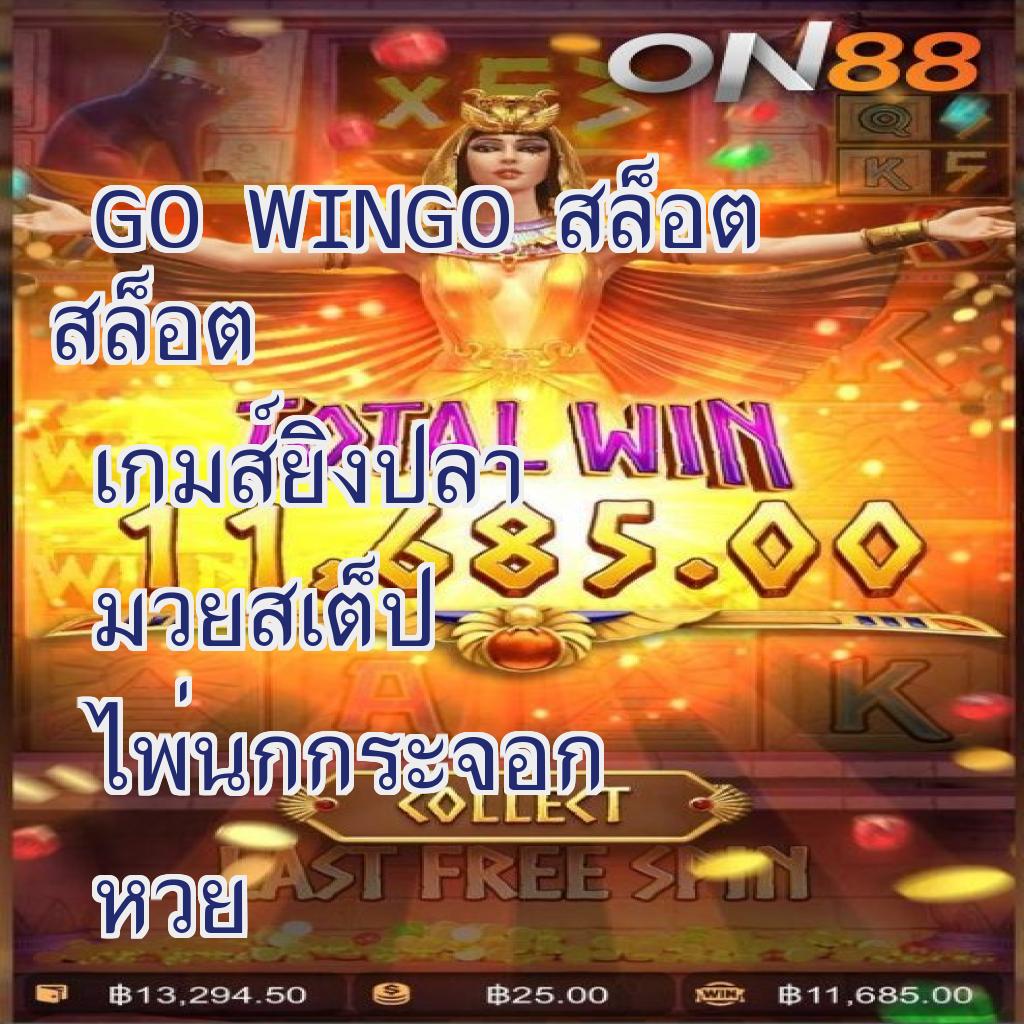 ON88
x53
Q
K 5
GO WINGO สล็อต
สล็อต
TOTAL WIN
เกมส์ยิงปลา
11,685.00
มวยสเต็ป
A K
ไพ่นกกระจอก
COLLECT
LAST FREE SPIN
หวย
฿13,294.50 ฿25.00 WIN ฿11,685.00